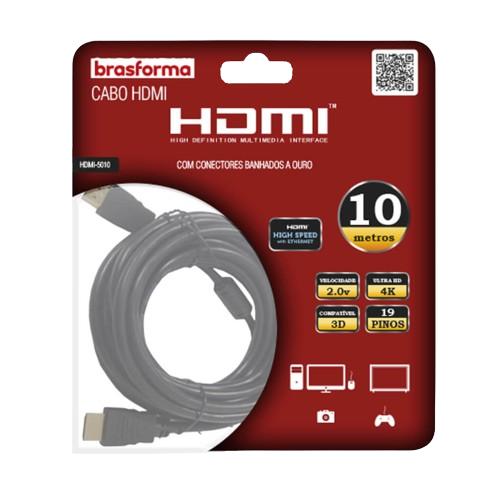 brasforma
CABO HDMI
HDMI™
HIGH DEFINITION MULTIMEDIA INTERFACE
COM CONECTORES BANHADOS A OURO
HDMI-5010
HDMI
HIGH SPEED
with ETHERNET
10
metros
VELOCIDADE
2.0v
ULTRA HD
4K
COMPATÍVEL
3D
19
PINOS